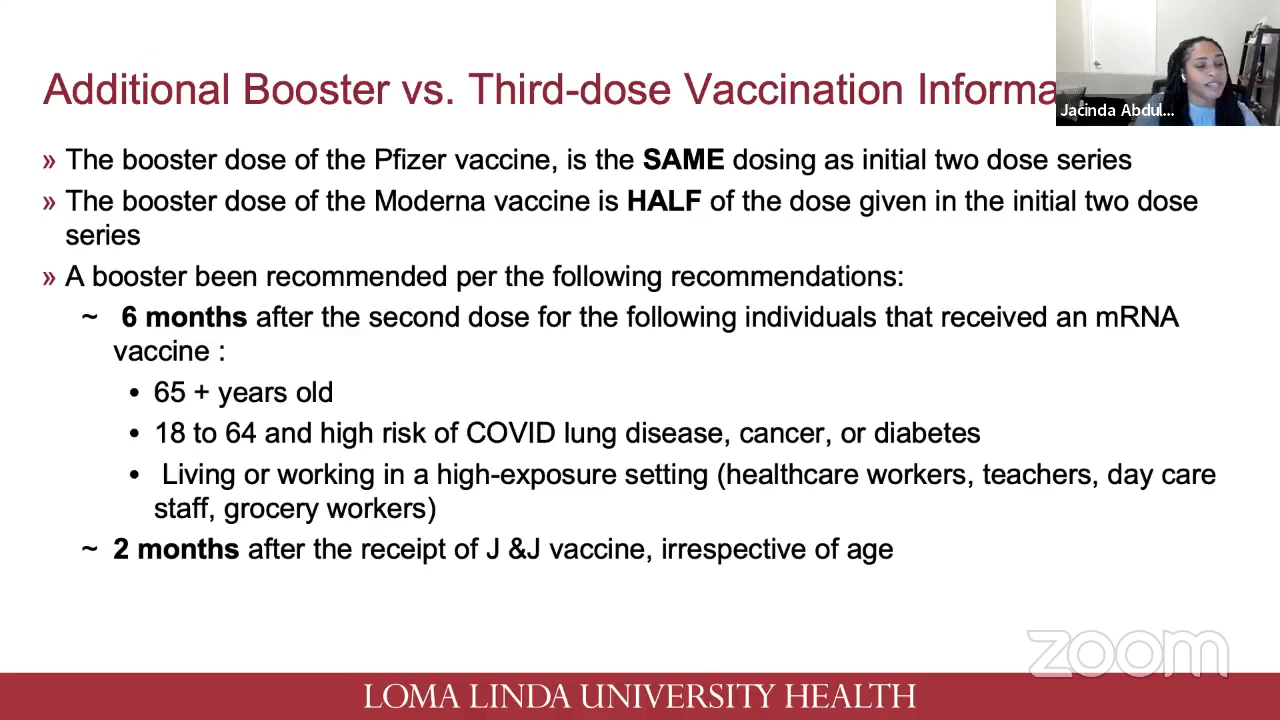 Additional Booster vs. Third-dose Vaccination Informa
Jacinda Abdul...
» The booster dose of the Pfizer vaccine, is the SAME dosing as initial two dose series
» The booster dose of the Moderna vaccine is HALF of the dose given in the initial two dose
series
» A booster been recommended per the following recommendations:
~ 6 months after the second dose for the following individuals that received an mRNA
vaccine :
• 65 + years old
• 18 to 64 and high risk of COVID lung disease, cancer, or diabetes
• Living or working in a high-exposure setting (healthcare workers, teachers, day care
staff, grocery workers)
~ 2 months after the receipt of J &J vaccine, irrespective of age
zoom
LOMA LINDA UNIVERSITY HEALTH